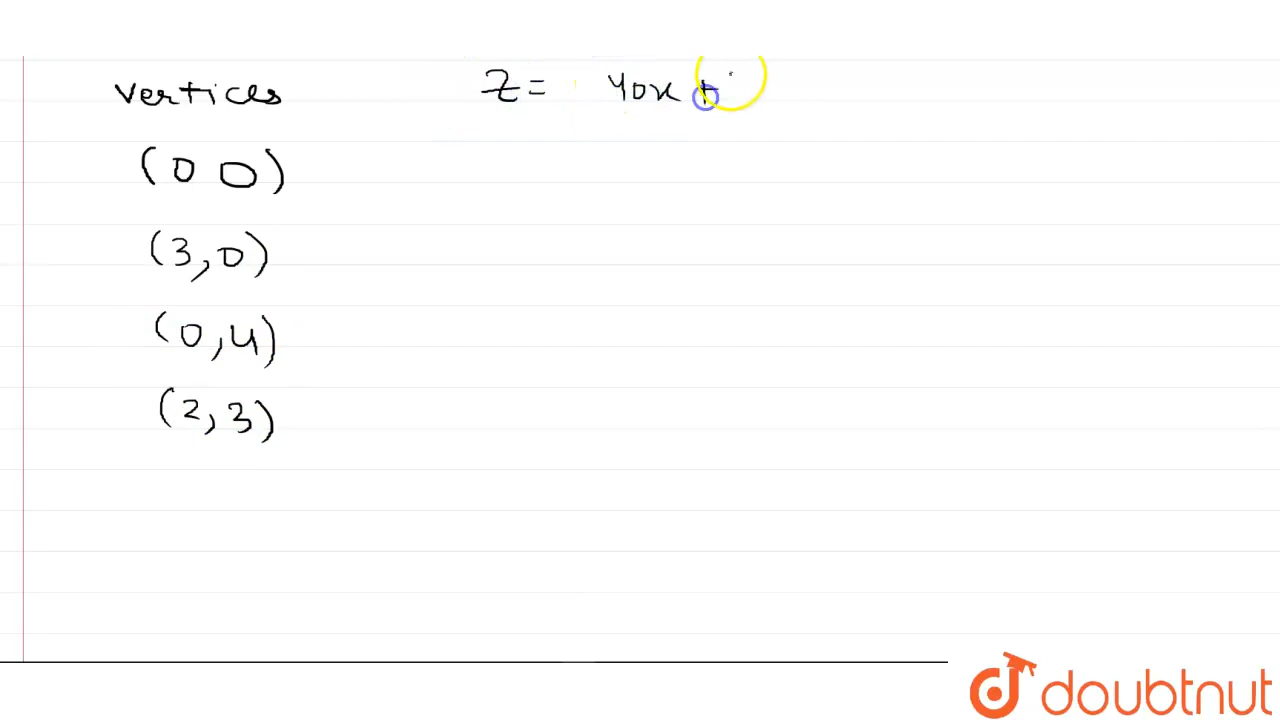 vertices Z = 40x +
(0 0)
(3,0)
(0,4)
(2,3)
doubtnut